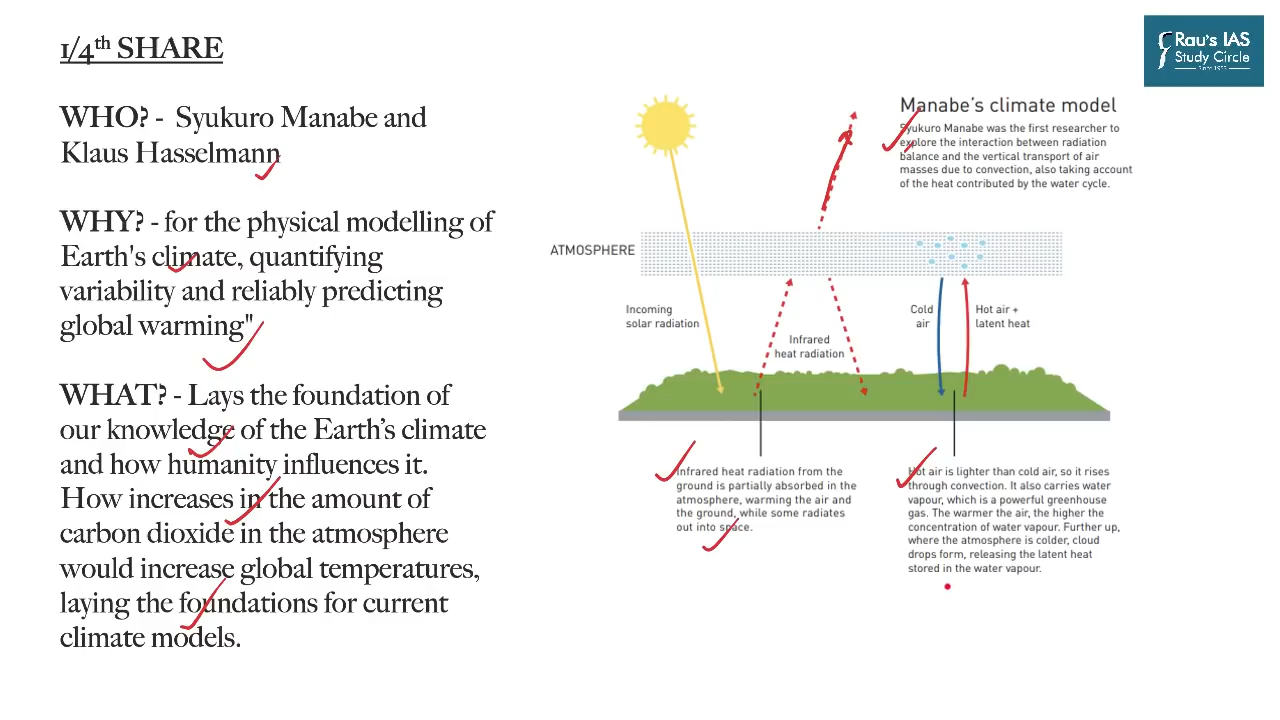 1/4th SHARE
WHO? - Syukuro Manabe and
Klaus Hasselmann
WHY? - for the physical modelling of
Earth's climate, quantifying
variability and reliably predicting
global warming"
WHAT? - Lays the foundation of
our knowledge of the Earth's climate
and how humanity influences it.
How increases in the amount of
carbon dioxide in the atmosphere
would increase global temperatures,
laying the foundations for current
climate models.
Rau's IAS
Study Circle
Since 1953
Manabe's climate model
Syukuro Manabe was the first researcher to
explore the interaction between radiation
balance and the vertical transport of air
masses due to convection, also taking account
of the heat contributed by the water cycle.
ATMOSPHERE
Incoming
solar radiation
Infrared
heat radiation
Cold
air
Hot air +
latent heat
Infrared heat radiation from the
ground is partially absorbed in the
atmosphere, warming the air and
the ground, while some radiates
out into space.
Hot air is lighter than cold air, so it rises
through convection. It also carries water
vapour, which is a powerful greenhouse
gas. The warmer the air, the higher the
concentration of water vapour. Further up,
where the atmosphere is colder, cloud
drops form, releasing the latent heat
stored in the water vapour.